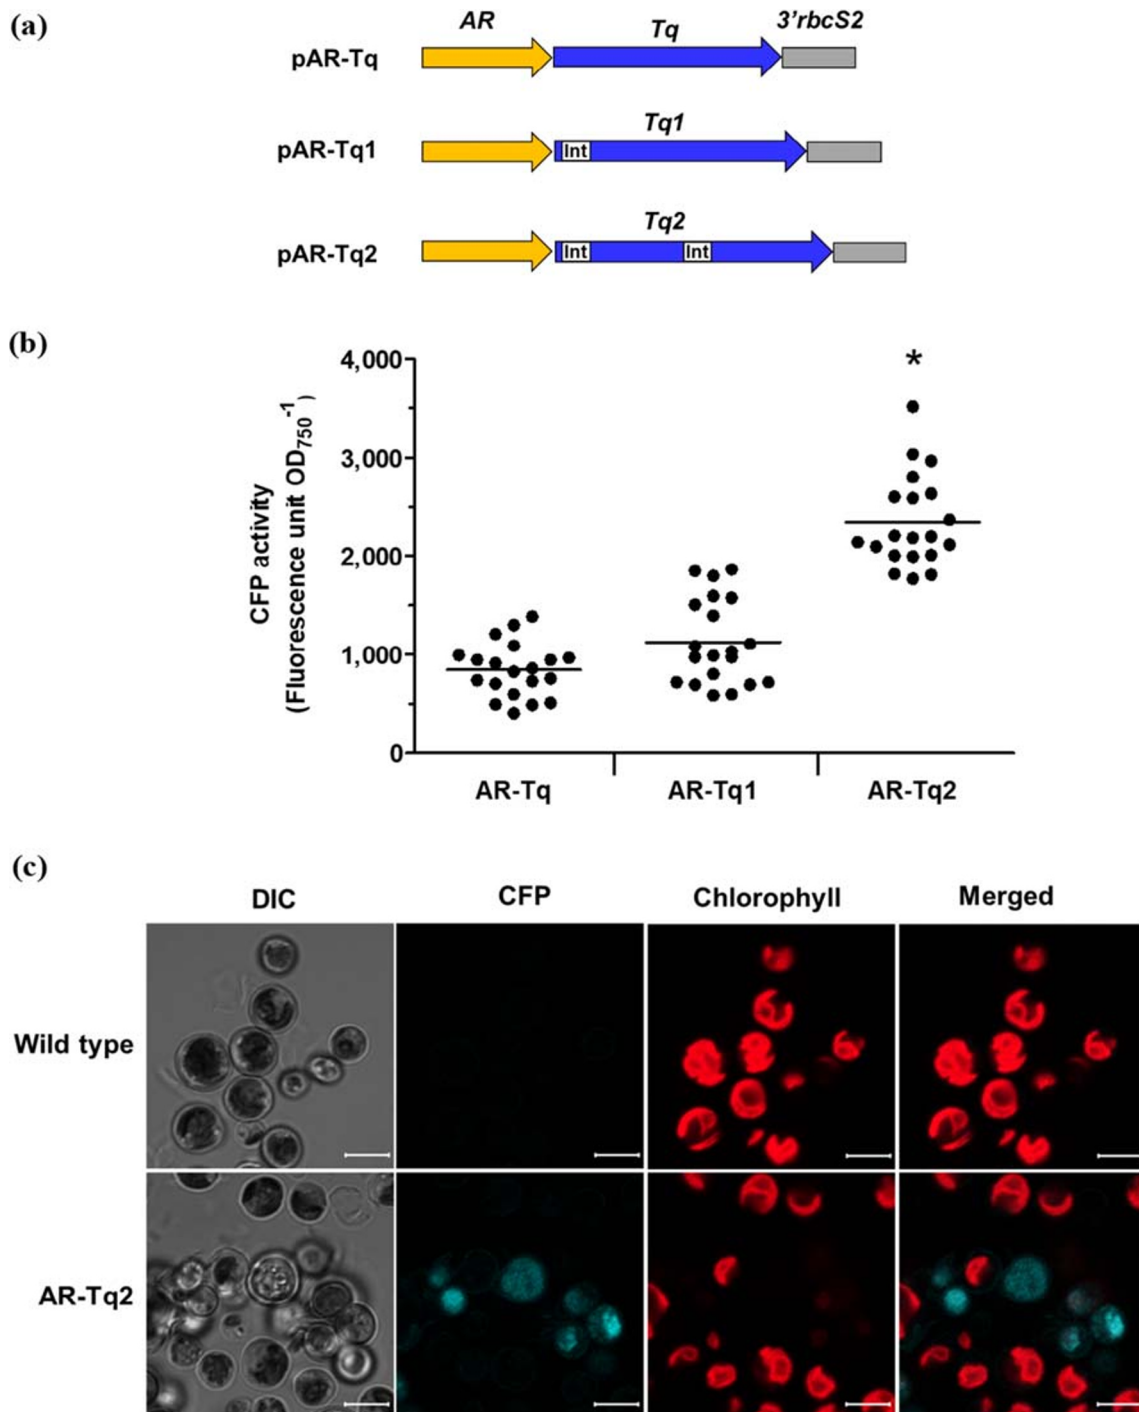 (a)
AR Tq 3'rbcS2
pAR-Tq
Tq1
pAR-Tq1 Int
Tq2
pAR-Tq2 Int Int
(b)
CFP activity
(Fluorescence unit OD750-1)
4,000
3,000
2,000
1,000
0
*
AR-Tq AR-Tq1 AR-Tq2
(c)
DIC CFP Chlorophyll Merged
Wild type
AR-Tq2